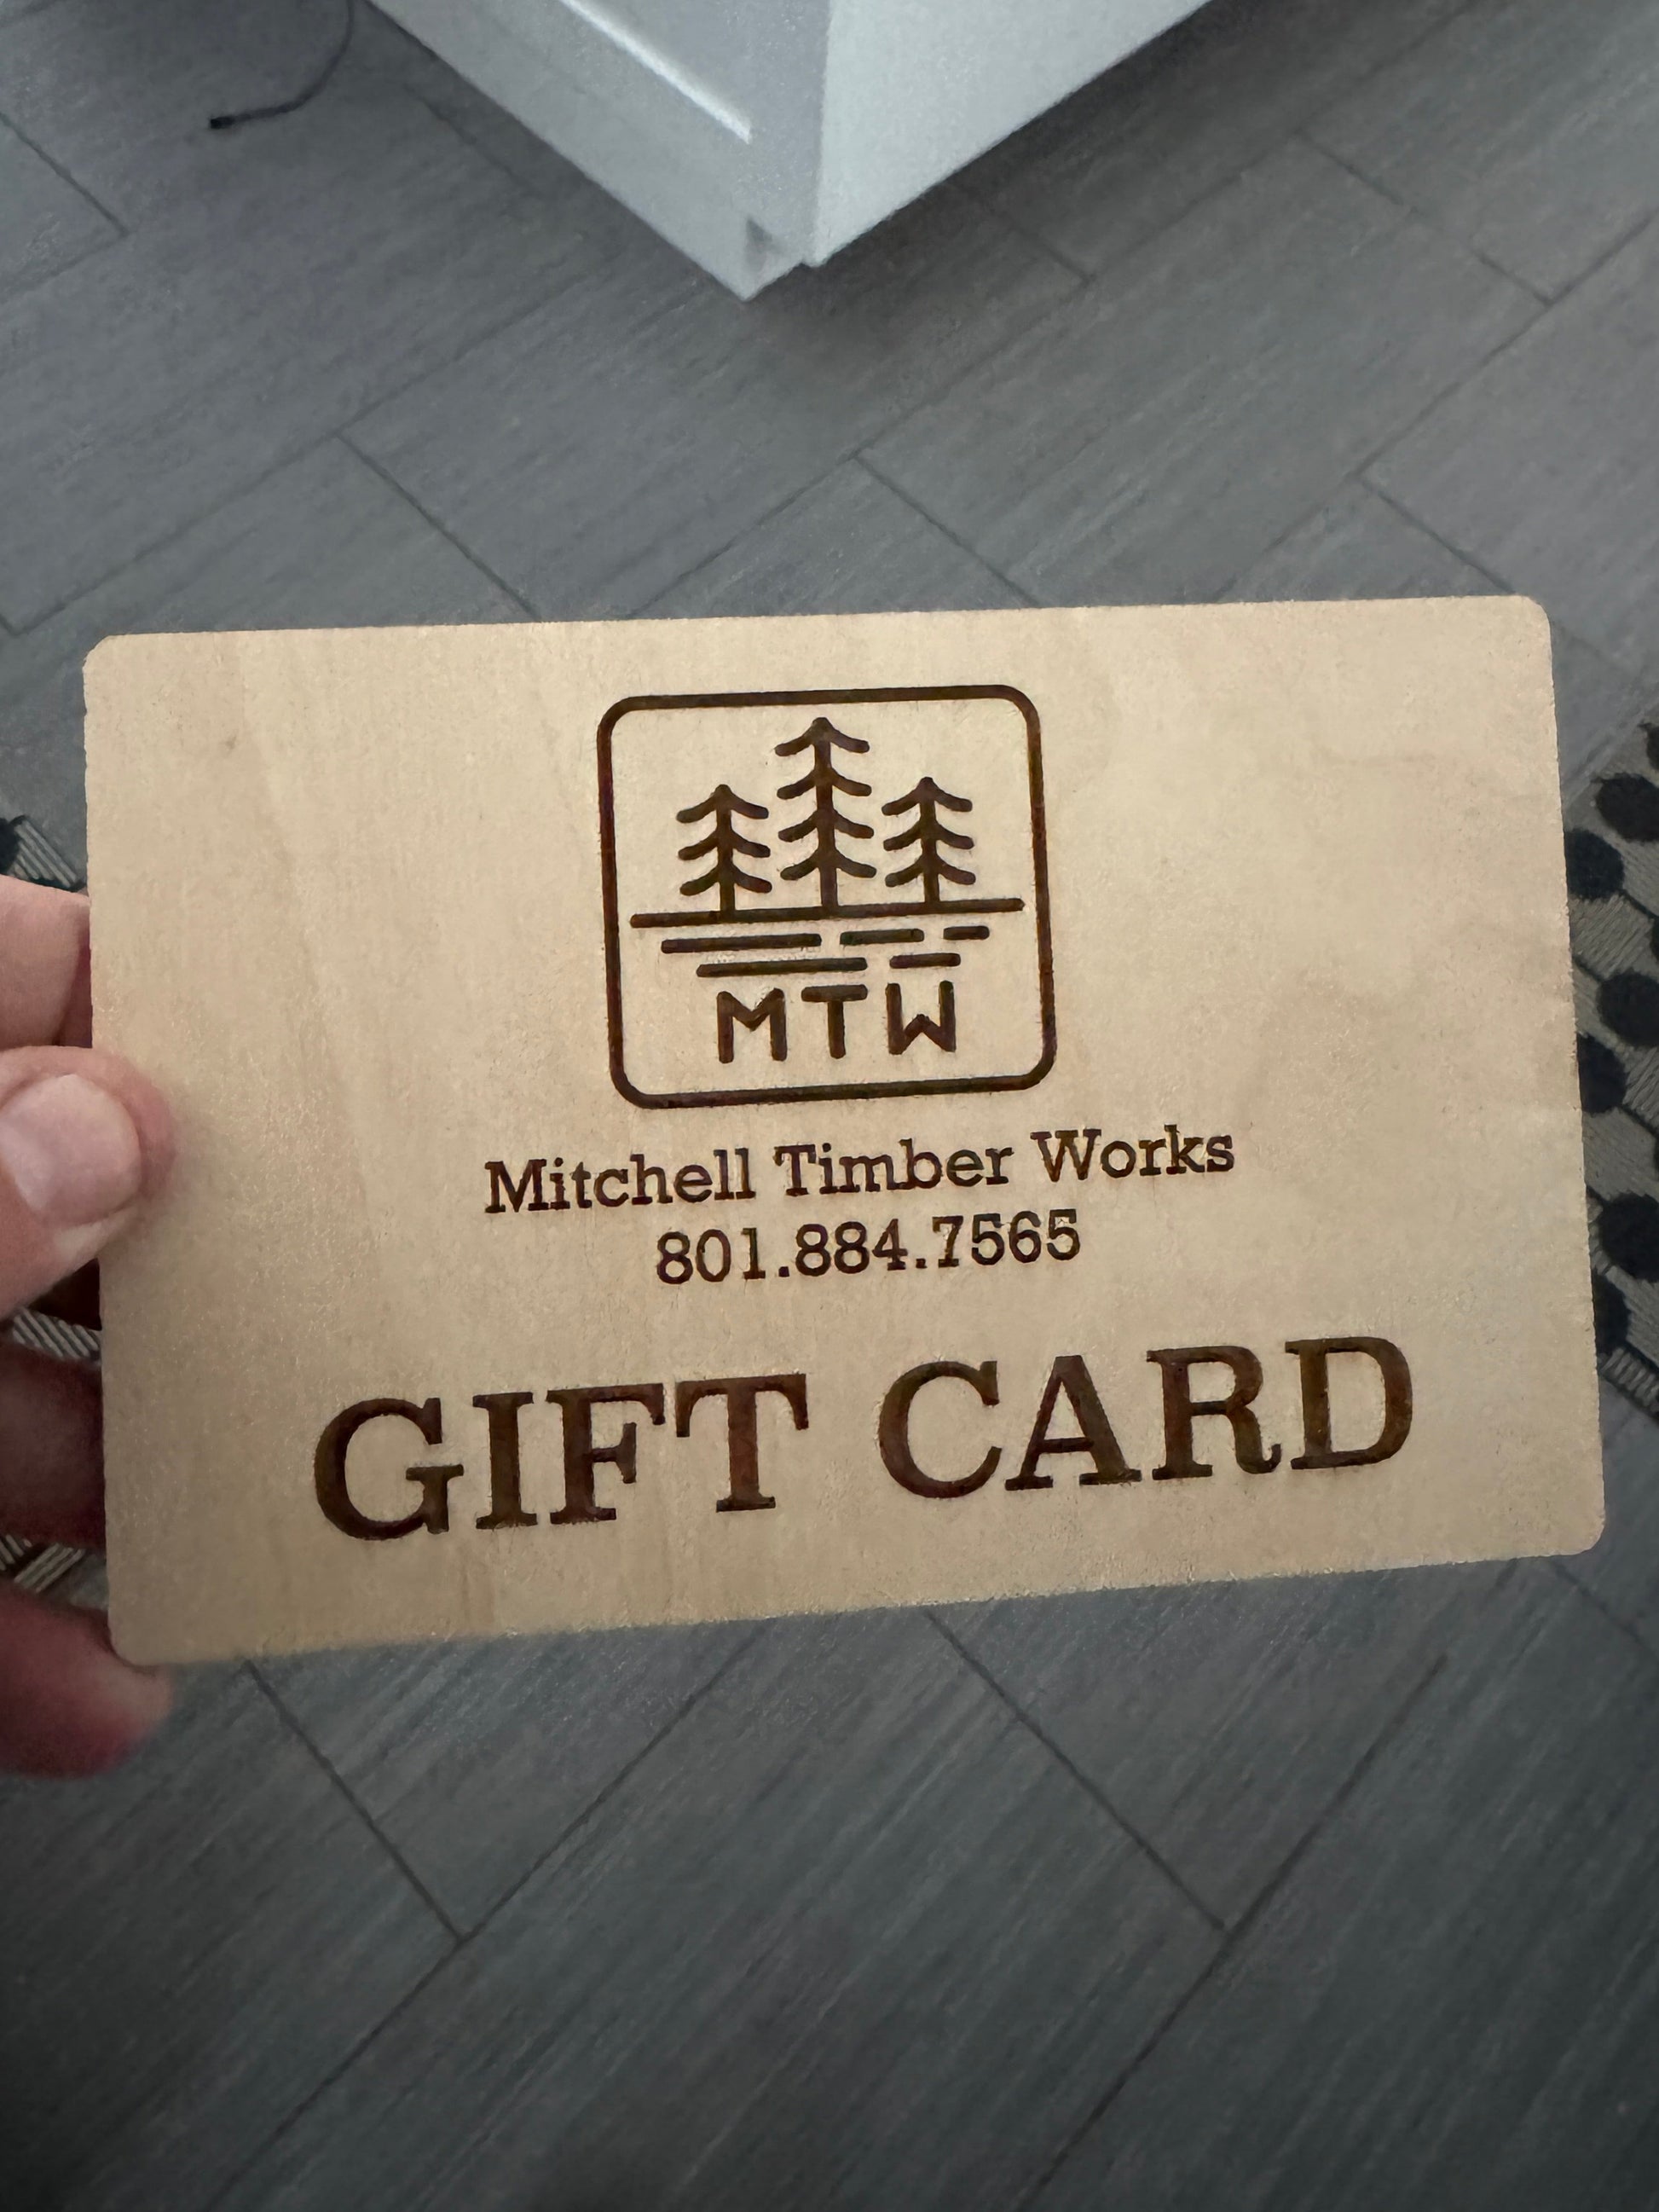 MTW
Mitchell Timber Works
801.884.7565
GIFT CARD